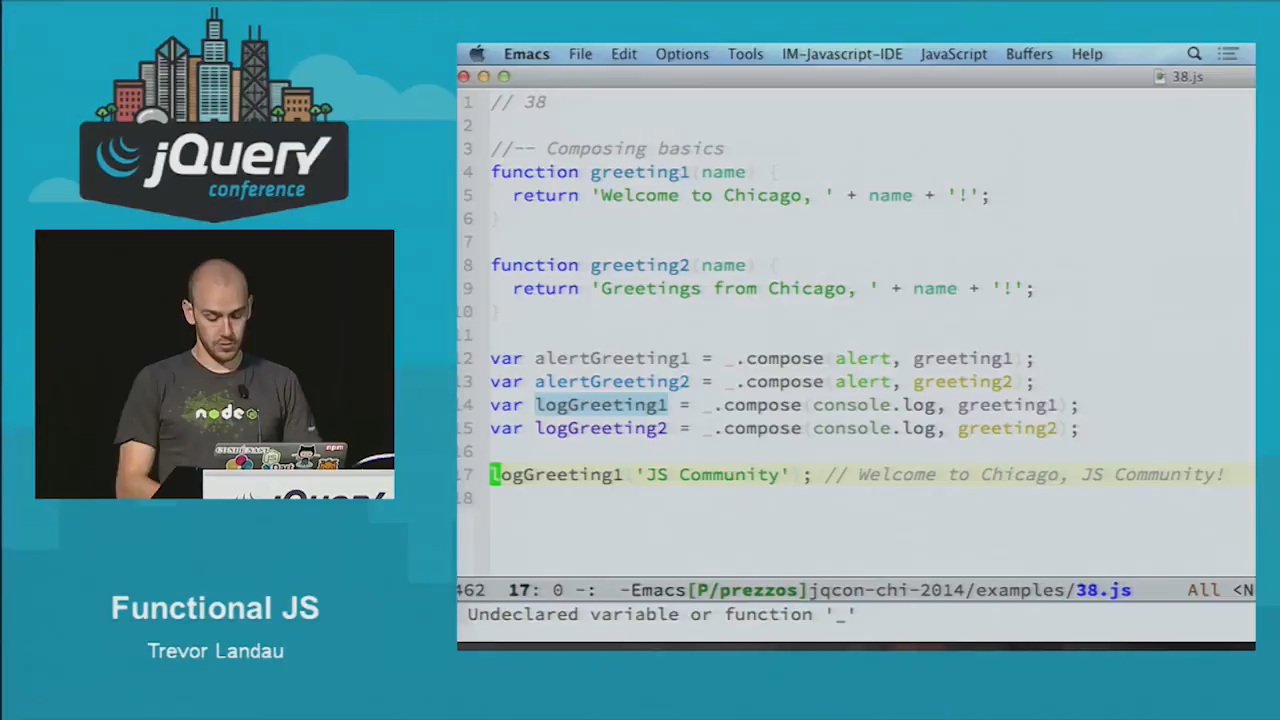 jQuery
conference
Functional JS
Trevor Landau
Emacs File Edit Options Tools IM-Javascript-IDE JavaScript Buffers Help
38.js
1 // 38
2
3 //-- Composing basics
4 function greeting1(name) {
5 return 'Welcome to Chicago, ' + name + '!';
6 }
7
8 function greeting2(name) {
9 return 'Greetings from Chicago, ' + name + '!';
10 }
11
12 var alertGreeting1 = _.compose(alert, greeting1);
13 var alertGreeting2 = _.compose(alert, greeting2);
14 var logGreeting1 = _.compose(console.log, greeting1);
15 var logGreeting2 = _.compose(console.log, greeting2);
16
17 logGreeting1('JS Community'); // Welcome to Chicago, JS Community!
18
462 17: 0 -: -Emacs[P/prezzos]jqcon-chi-2014/examples/38.js All <N
Undeclared variable or function '_'
node
npm